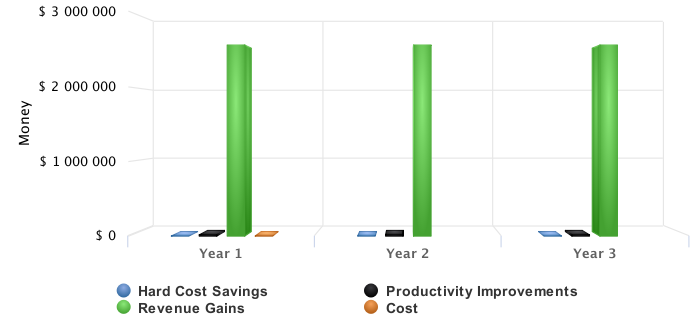 $ 3 000 000
$ 2 000 000
Money
$ 1 000 000
$ 0
Year 1 Year 2 Year 3
Hard Cost Savings Productivity Improvements
Revenue Gains Cost